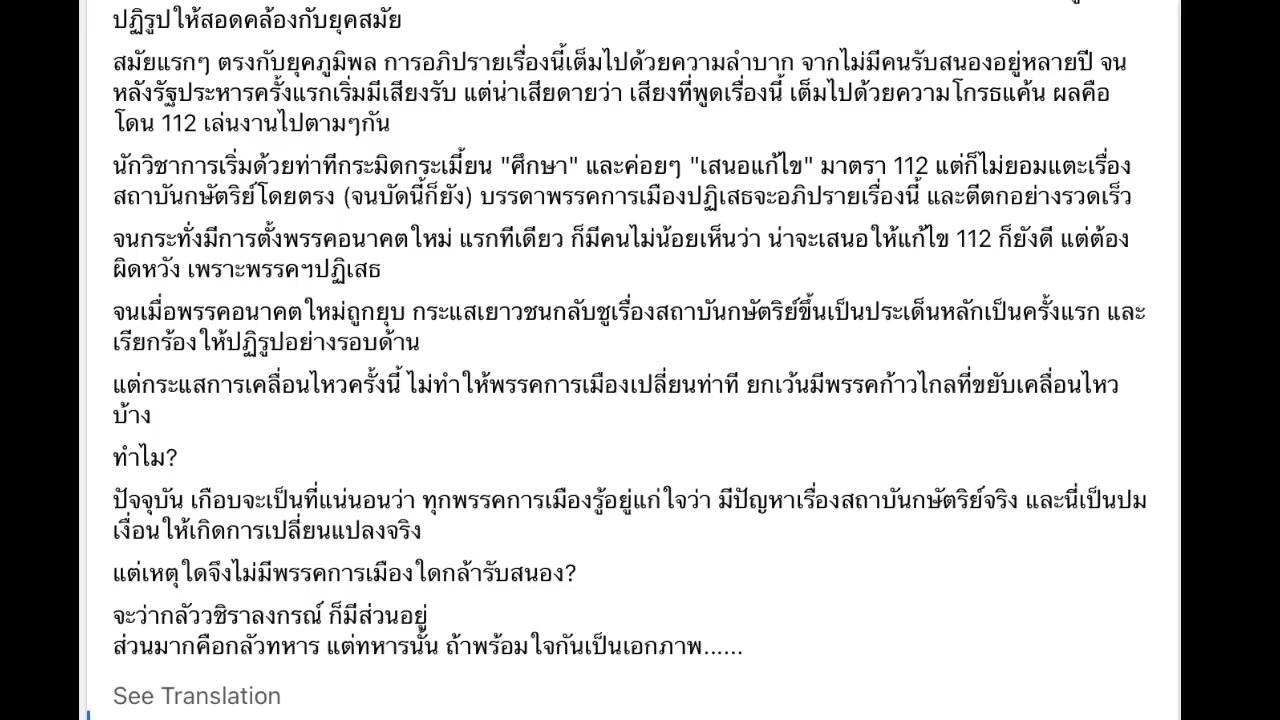 ปฏิรูปให้สอดคล้องกับยุคสมัย
สมัยแรกๆ ตรงกับยุคภูมิพล การอภิปรายเรื่องนี้เต็มไปด้วยความลำบาก จากไม่มีคนรับสนองอยู่หลายปี จน
หลังรัฐประหารครั้งแรกเริ่มมีเสียงรับ แต่น่าเสียดายว่า เสียงที่พูดเรื่องนี้ เต็มไปด้วยความโกรธแค้น ผลคือ
โดน 112 เล่นงานไปตามๆกัน
นักวิชาการเริ่มด้วยท่าทีกระมิดกระเมี้ยน "ศึกษา" และค่อยๆ "เสนอแก้ไข" มาตรา 112 แต่ก็ไม่ยอมแตะเรื่อง
สถาบันกษัตริย์โดยตรง (จนบัดนี้ก็ยัง) บรรดาพรรคการเมืองปฏิเสธจะอภิปรายเรื่องนี้ และตีตกอย่างรวดเร็ว
จนกระทั่งมีการตั้งพรรคอนาคตใหม่ แรกทีเดียว ก็มีคนไม่น้อยเห็นว่า น่าจะเสนอให้แก้ไข 112 ก็ยังดี แต่ต้อง
ผิดหวัง เพราะพรรคฯปฏิเสธ
จนเมื่อพรรคอนาคตใหม่ถูกยุบ กระแสเยาวชนกลับชูเรื่องสถาบันกษัตริย์ขึ้นเป็นประเด็นหลักเป็นครั้งแรก และ
เรียกร้องให้ปฏิรูปอย่างรอบด้าน
แต่กระแสการเคลื่อนไหวครั้งนี้ ไม่ทำให้พรรคการเมืองเปลี่ยนท่าที ยกเว้นมีพรรคก้าวไกลที่ขยับเคลื่อนไหว
บ้าง
ทำไม?
ปัจจุบัน เกือบจะเป็นที่แน่นอนว่า ทุกพรรคการเมืองรู้อยู่แก่ใจว่า มีปัญหาเรื่องสถาบันกษัตริย์จริง และนี่เป็นปม
เงื่อนให้เกิดการเปลี่ยนแปลงจริง
แต่เหตุใดจึงไม่มีพรรคการเมืองใดกล้ารับสนอง?
จะว่ากลัววชิราลงกรณ์ ก็มีส่วนอยู่
ส่วนมากคือกลัวทหาร แต่ทหารนั้น ถ้าพร้อมใจกันเป็นเอกภาพ......
See Translation